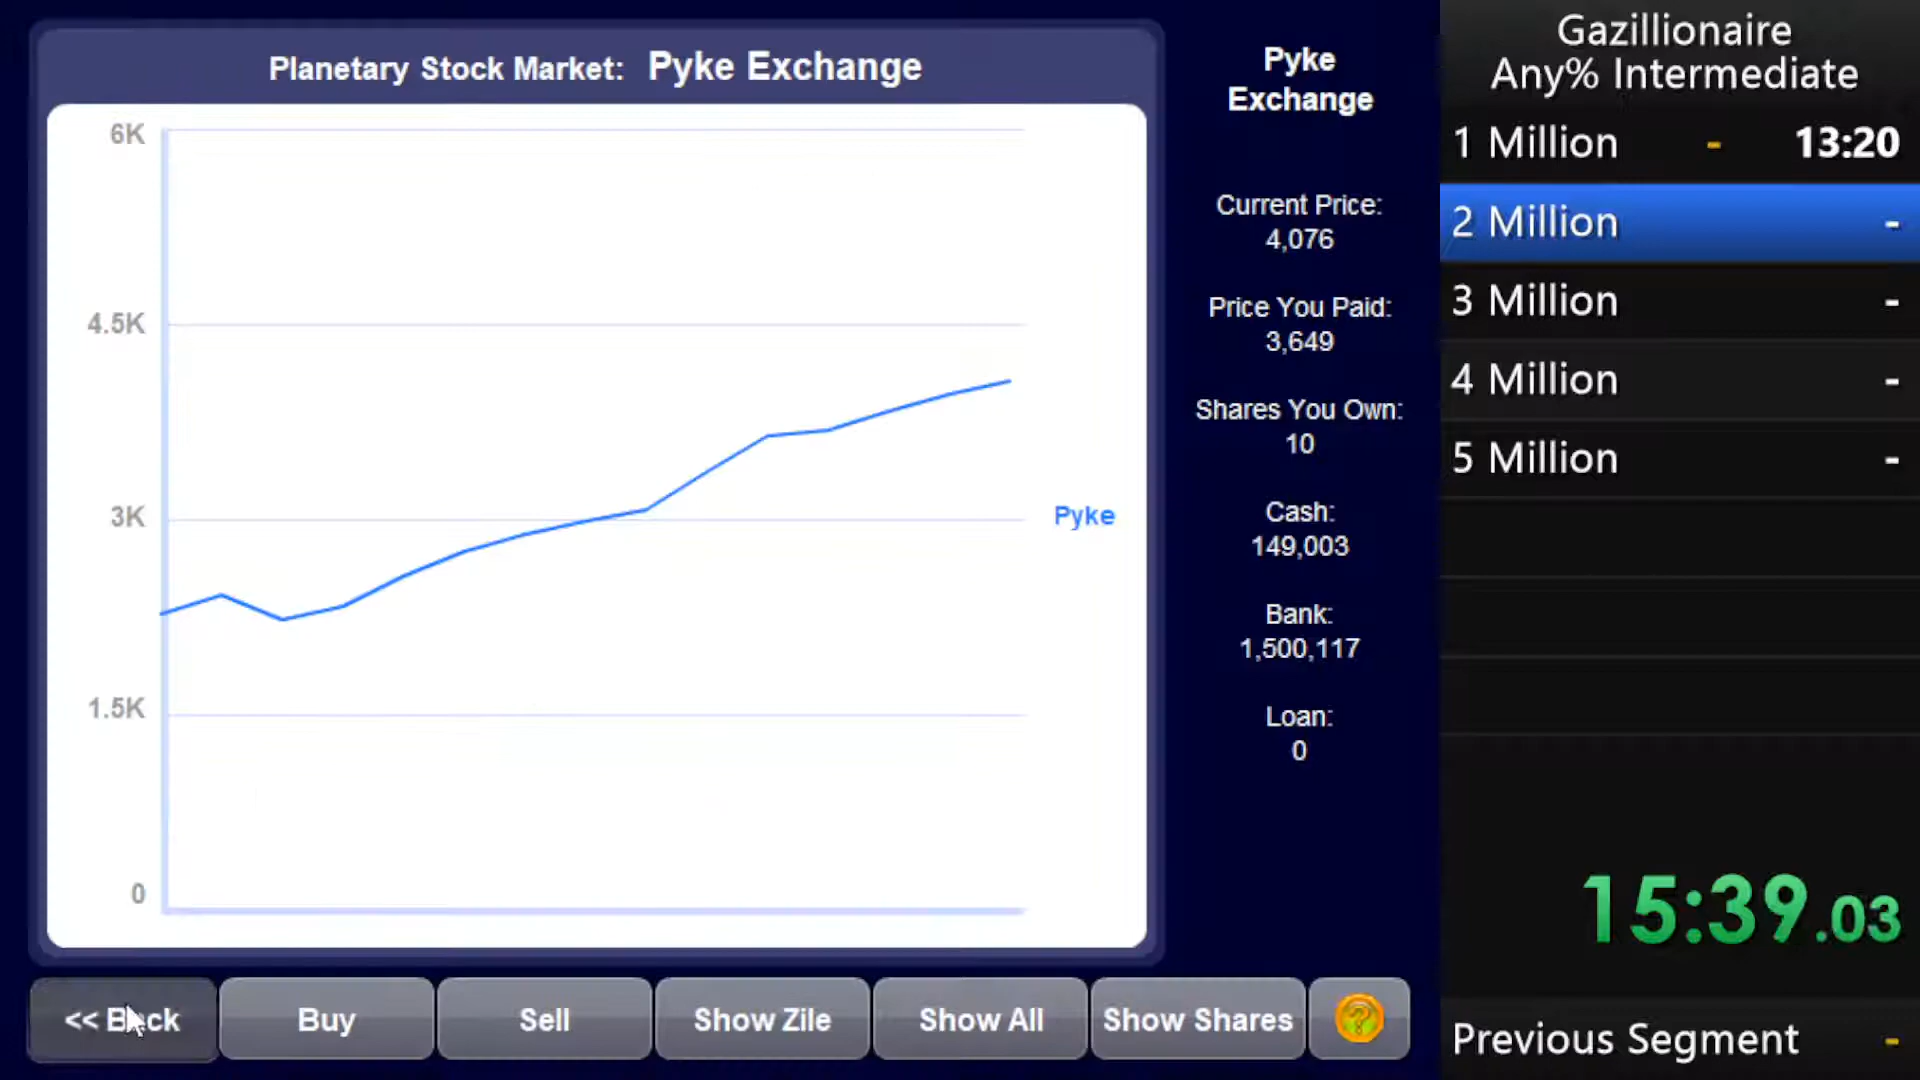 Planetary Stock Market: Pyke Exchange
6K
4.5K
3K
1.5K
0
Pyke
Pyke
Exchange
Current Price:
4,076
Price You Paid:
3,649
Shares You Own:
10
Cash:
149,003
Bank:
1,500,117
Loan:
0
<< Back
Buy
Sell
Show Zile
Show All
Show Shares
?
Gazillionaire
Any% Intermediate
1 Million - 13:20
2 Million -
3 Million -
4 Million -
5 Million -
15:39.03
Previous Segment -